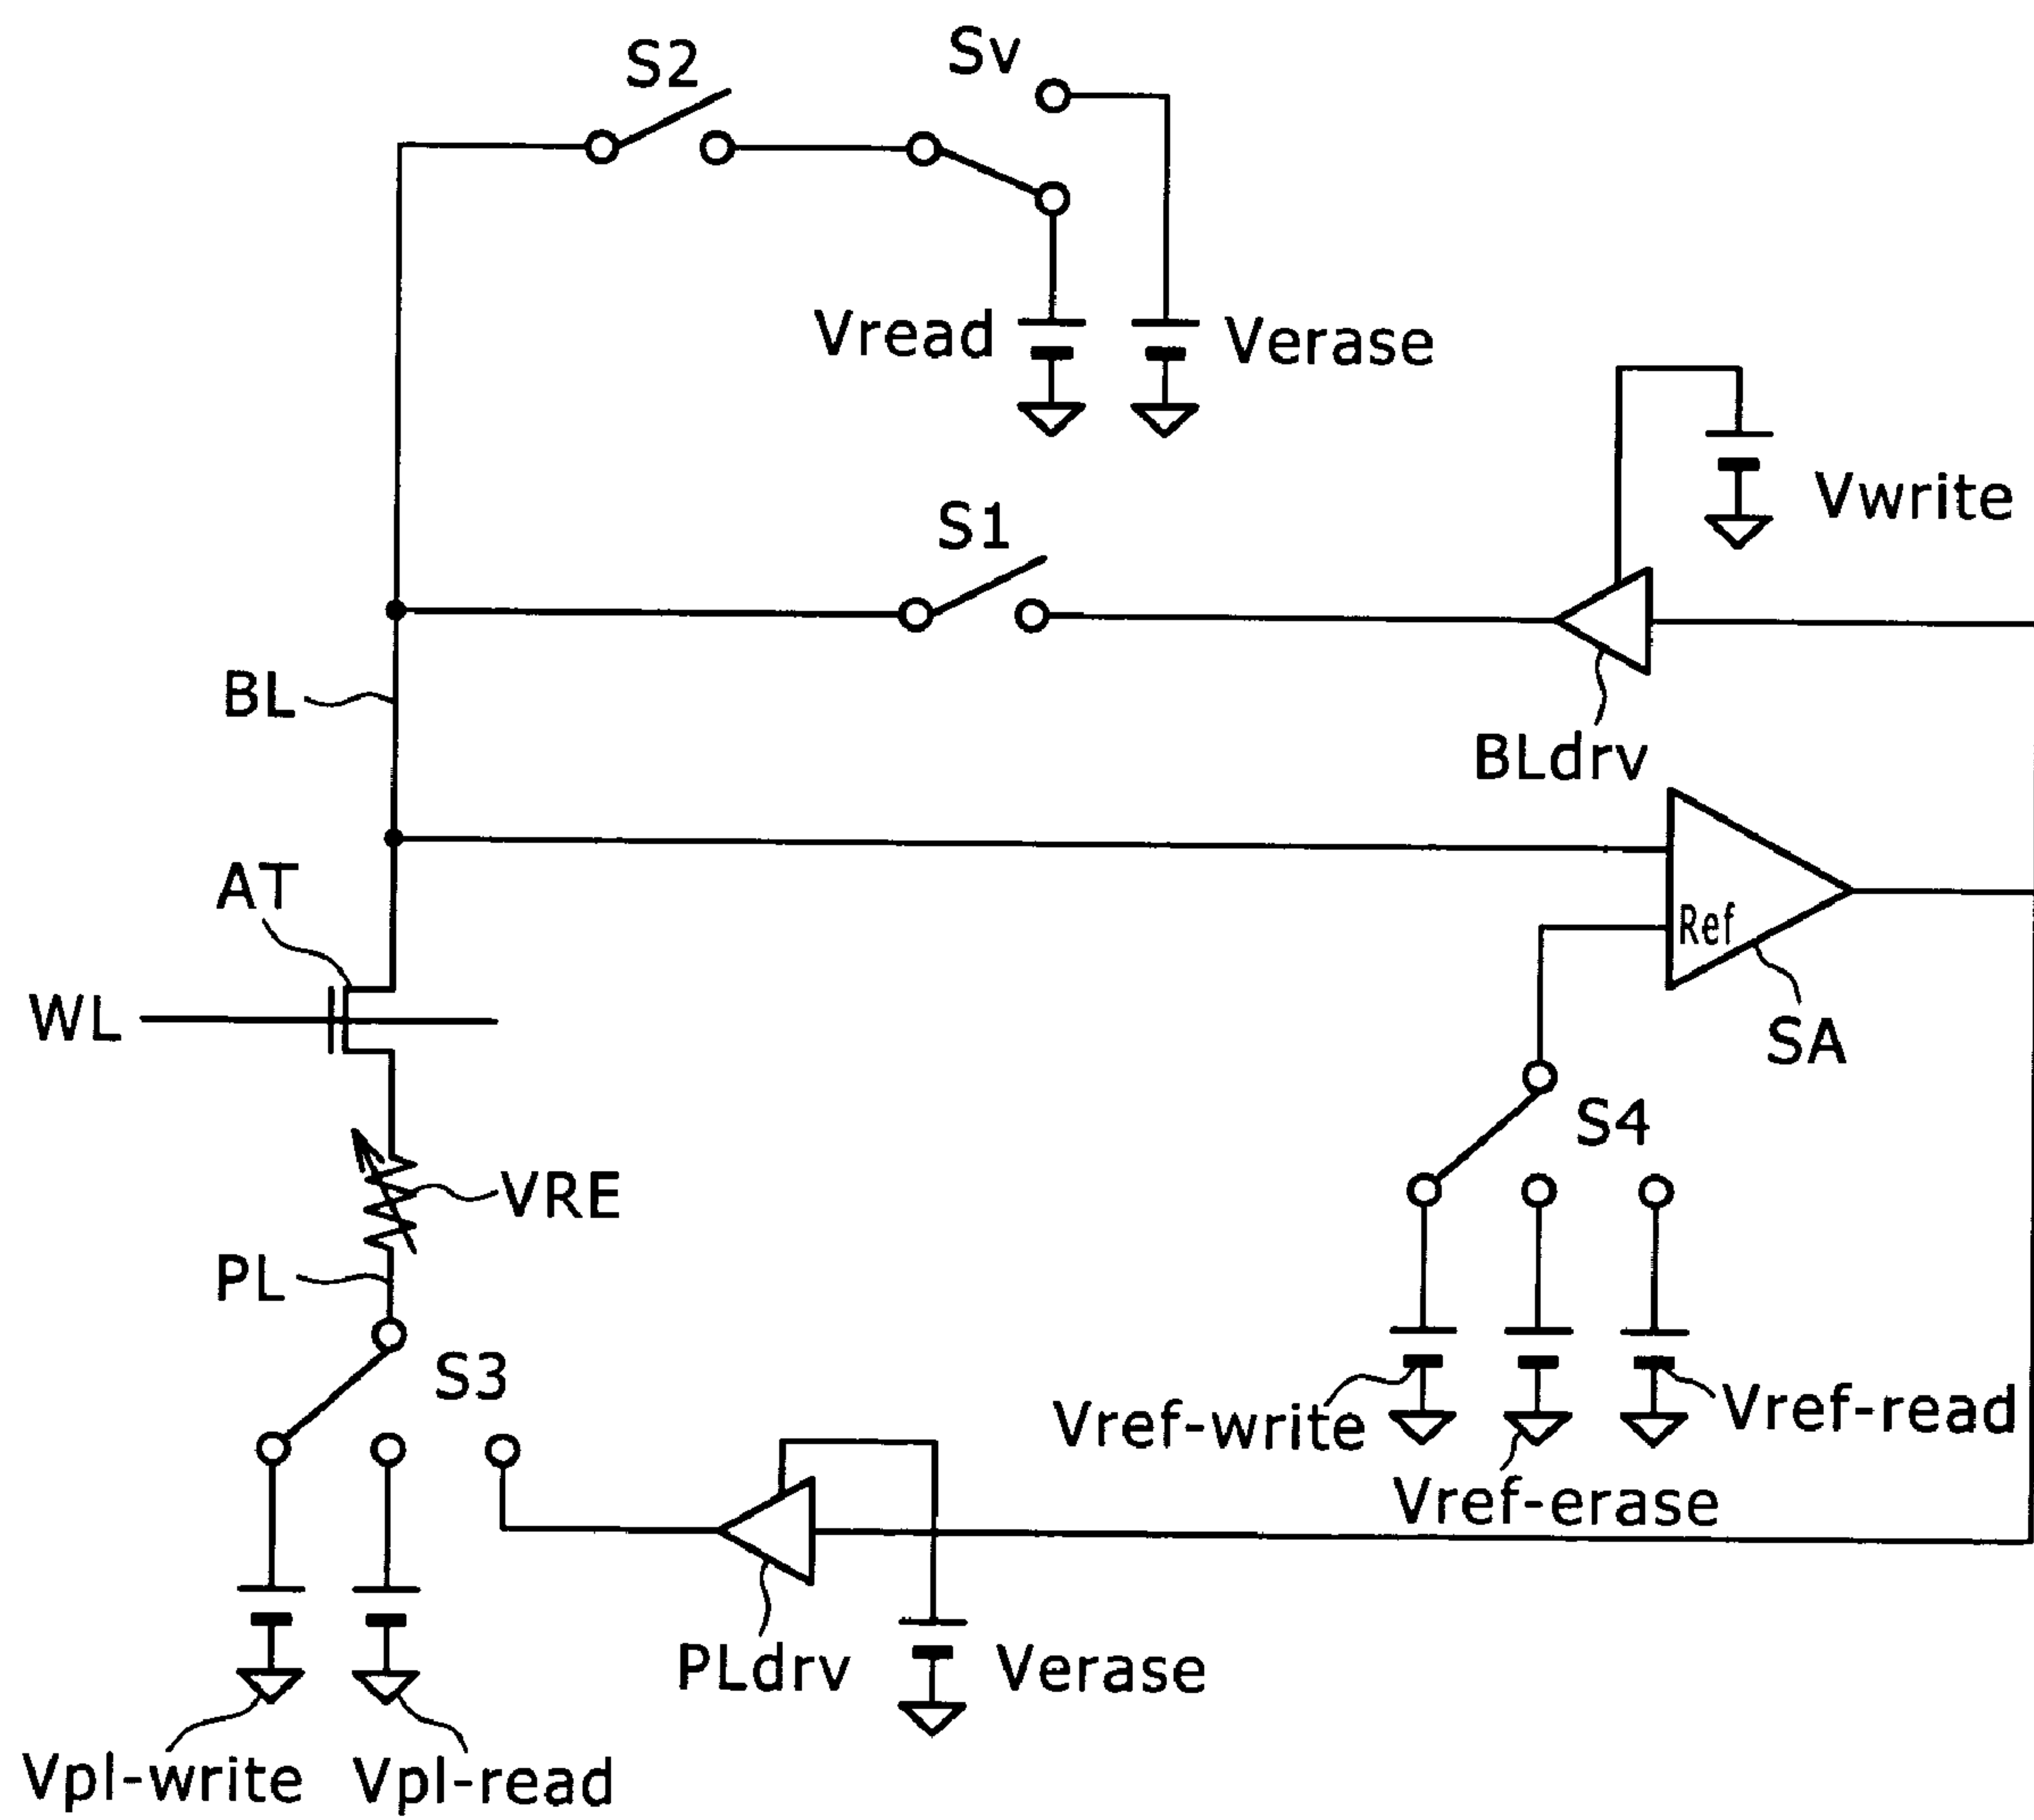 S2
Sv
Vread
Verase
Vwrite
S1
BL
BLdrv
AT
Ref
WL
SA
S4
VRE
PL
S3
Vref-write
Vref-read
Vref-erase
PLdrv
Verase
Vpl-write
Vpl-read